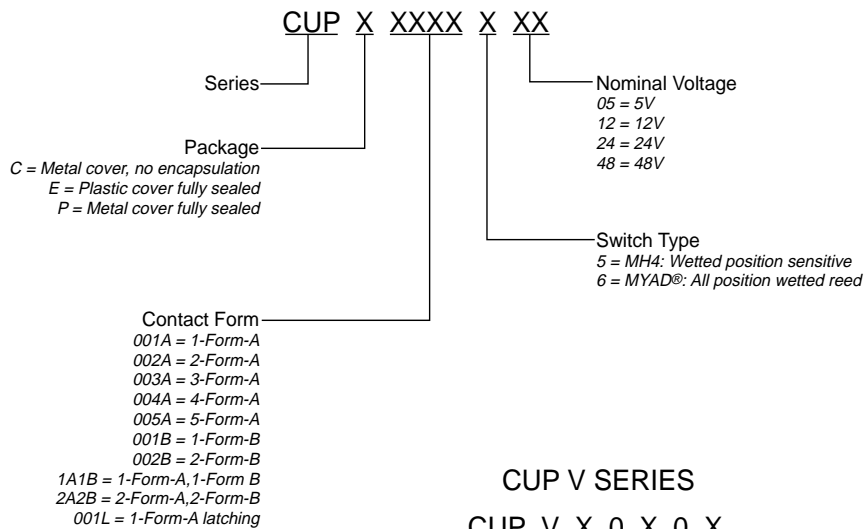 CUP X XXXX X XX
Series
Package
C = Metal cover, no encapsulation
E = Plastic cover fully sealed
P = Metal cover fully sealed
Contact Form
001A = 1-Form-A
002A = 2-Form-A
003A = 3-Form-A
004A = 4-Form-A
005A = 5-Form-A
001B = 1-Form-B
002B = 2-Form-B
1A1B = 1-Form-A,1-Form B
2A2B = 2-Form-A,2-Form-B
001L = 1-Form-A latching
Nominal Voltage
05 = 5V
12 = 12V
24 = 24V
48 = 48V
Switch Type
5 = MH4: Wetted position sensitive
6 = MYAD®: All position wetted reed
CUP V SERIES
CUP V X 0 X 0 X